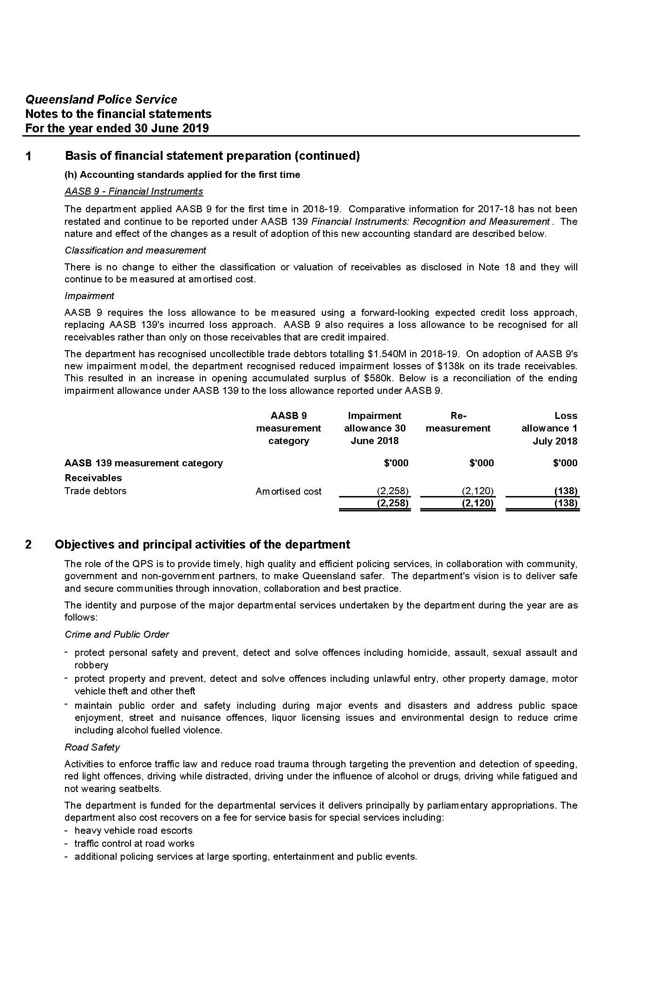 Queensland Police Service
Notes to the financial statements
For the year ended 30 June 2019
1 Basis of financial statement preparation (continued)
(h) Accounting standards applied for the first time
AASB 9 - Financial Instruments
The department applied AASB 9 for the first time in 2018-19. Comparative information for 2017-18 has not been
restated and continue to be reported under AASB 139 Financial Instruments: Recognition and Measurement . The
nature and effect of the changes as a result of adoption of this new accounting standard are described below.
Classification and measurement
There is no change to either the classification or valuation of receivables as disclosed in Note 18 and they will
continue to be measured at amortised cost.
Impairment
AASB 9 requires the loss allowance to be measured using a forward-looking expected credit loss approach,
replacing AASB 139's incurred loss approach. AASB 9 also requires a loss allowance to be recognised for all
receivables rather than only on those receivables that are credit impaired.
The department has recognised uncollectible trade debtors totalling $1.540M in 2018-19. On adoption of AASB 9's
new impairment model, the department recognised reduced impairment losses of $138k on its trade receivables.
This resulted in an increase in opening accumulated surplus of $580k. Below is a reconciliation of the ending
impairment allowance under AASB 139 to the loss allowance reported under AASB 9.
AASB 9 Impairment Re- Loss
measurement allowance 30 measurement allowance 1
category June 2018 July 2018
AASB 139 measurement category $'000 $'000 $'000
Receivables
Trade debtors Amortised cost (2,258) (2,120) (138)
(2,258) (2,120) (138)
2 Objectives and principal activities of the department
The role of the QPS is to provide timely, high quality and efficient policing services, in collaboration with community,
government and non-government partners, to make Queensland safer. The department's vision is to deliver safe
and secure communities through innovation, collaboration and best practice.
The identity and purpose of the major departmental services undertaken by the department during the year are as
follows:
Crime and Public Order
- protect personal safety and prevent, detect and solve offences including homicide, assault, sexual assault and
robbery
- protect property and prevent, detect and solve offences including unlawful entry, other property damage, motor
vehicle theft and other theft
- maintain public order and safety including during major events and disasters and address public space
enjoyment, street and nuisance offences, liquor licensing issues and environmental design to reduce crime
including alcohol fuelled violence.
Road Safety
Activities to enforce traffic law and reduce road trauma through targeting the prevention and detection of speeding,
red light offences, driving while distracted, driving under the influence of alcohol or drugs, driving while fatigued and
not wearing seatbelts.
The department is funded for the departmental services it delivers principally by parliamentary appropriations. The
department also cost recovers on a fee for service basis for special services including:
- heavy vehicle road escorts
- traffic control at road works
- additional policing services at large sporting, entertainment and public events.